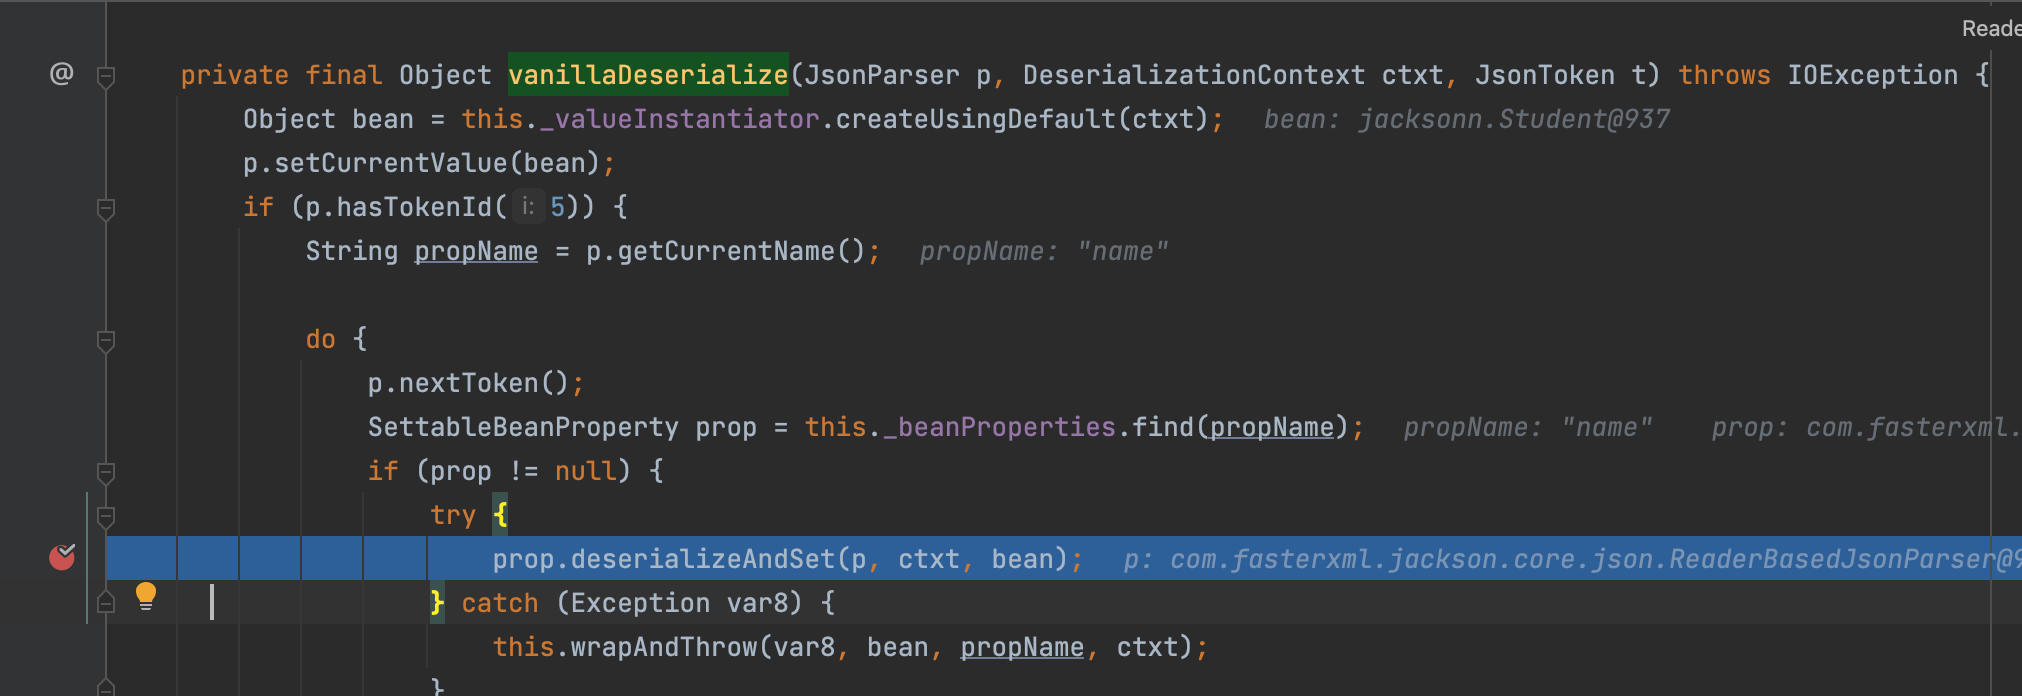 Reade
@
private final Object vanillaDeserialize(JsonParser p, DeserializationContext ctxt, JsonToken t) throws IOException {
Object bean = this._valueInstantiator.createUsingDefault(ctxt); bean: jacksonn.Student@937
p.setCurrentValue(bean);
if (p.hasTokenId( i: 5)) {
String propName = p.getCurrentName(); propName: "name"
do {
p.nextToken();
SettableBeanProperty prop = this._beanProperties.find(propName); propName: "name" prop: com.fasterxml.
if (prop != null) {
try {
prop.deserializeAndSet(p, ctxt, bean); p: com.fasterxml.jackson.core.json.ReaderBasedJsonParser@9
} catch (Exception var8) {
this.wrapAndThrow(var8, bean, propName, ctxt);
}